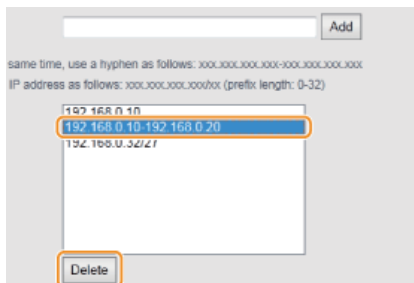 Add
same time, use a hyphen as follows: xxx.xxx.xxx.xxx-xxx.xxx.xxx.xxx
IP address as follows: xxx.xxx.xxx.xxx/xx (prefix length: 0-32)
192.168.0.10
192.168.0.10-192.168.0.20
192.168.0.32/27
Delete